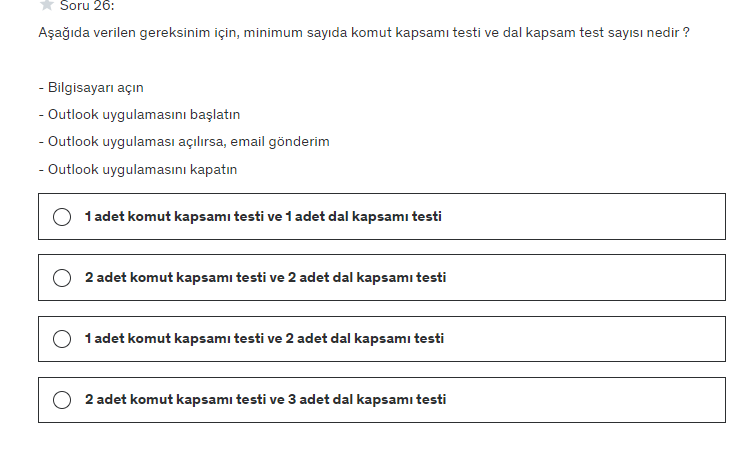 Soru 26:
Aşağıda verilen gereksinim için, minimum sayıda komut kapsamı testi ve dal kapsam test sayısı nedir ?
- Bilgisayarı açın
- Outlook uygulamasını başlatın
- Outlook uygulaması açılırsa, email gönderim
- Outlook uygulamasını kapatın
1 adet komut kapsamı testi ve 1 adet dal kapsamı testi
2 adet komut kapsamı testi ve 2 adet dal kapsamı testi
1 adet komut kapsamı testi ve 2 adet dal kapsamı testi
2 adet komut kapsamı testi ve 3 adet dal kapsamı testi